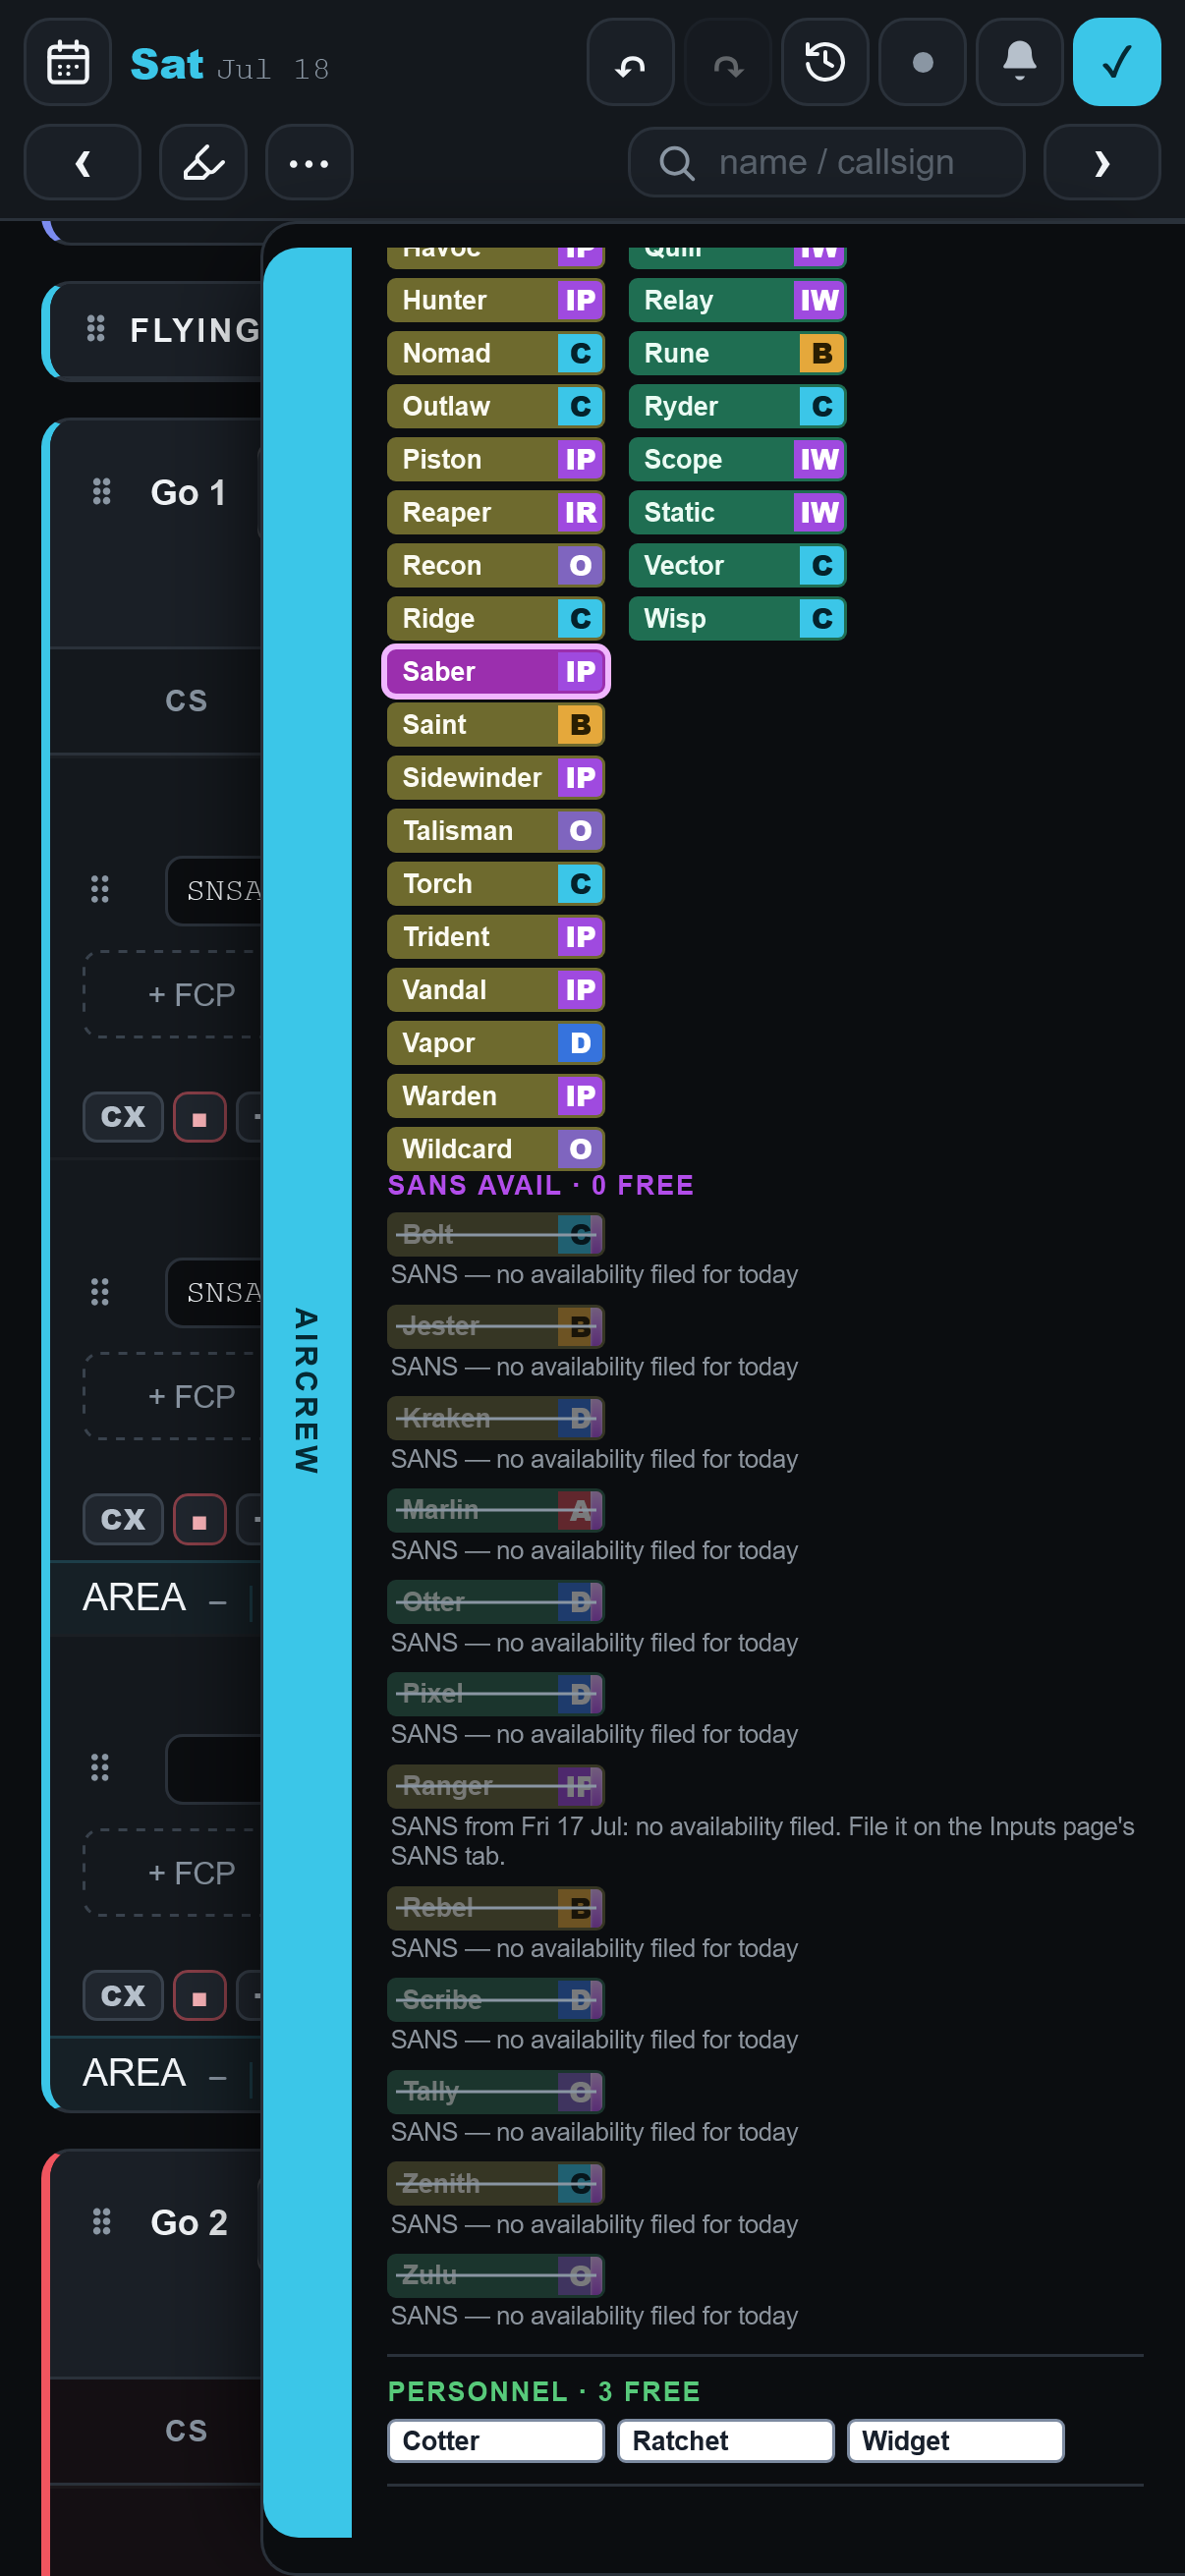 Sat Jul 18
name / callsign
FLYING
Go 1
CS
SNSA
+ FCP
CX
SNSA
+ FCP
CX
AREA –
+ FCP
CX
AREA –
Go 2
CS
AIRCREW
Havoc IP
Quill IW
Hunter IP
Relay IW
Nomad C
Rune B
Outlaw C
Ryder C
Piston IP
Scope IW
Reaper IR
Static IW
Recon O
Vector C
Ridge C
Wisp C
Saber IP
Saint B
Sidewinder IP
Talisman O
Torch C
Trident IP
Vandal IP
Vapor D
Warden IP
Wildcard O
SANS AVAIL · 0 FREE
Bolt C
SANS — no availability filed for today
Jester B
SANS — no availability filed for today
Kraken D
SANS — no availability filed for today
Marlin A
SANS — no availability filed for today
Otter D
SANS — no availability filed for today
Pixel D
SANS — no availability filed for today
Ranger IP
SANS from Fri 17 Jul: no availability filed. File it on the Inputs page's
SANS tab.
Rebel B
SANS — no availability filed for today
Scribe D
SANS — no availability filed for today
Tally O
SANS — no availability filed for today
Zenith C
SANS — no availability filed for today
Zulu O
SANS — no availability filed for today
PERSONNEL · 3 FREE
Cotter
Ratchet
Widget